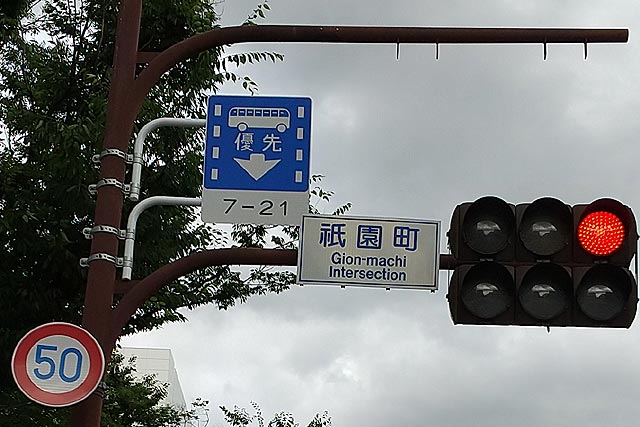 優先
7-21
祇園町
Gion-machi
Intersection
50